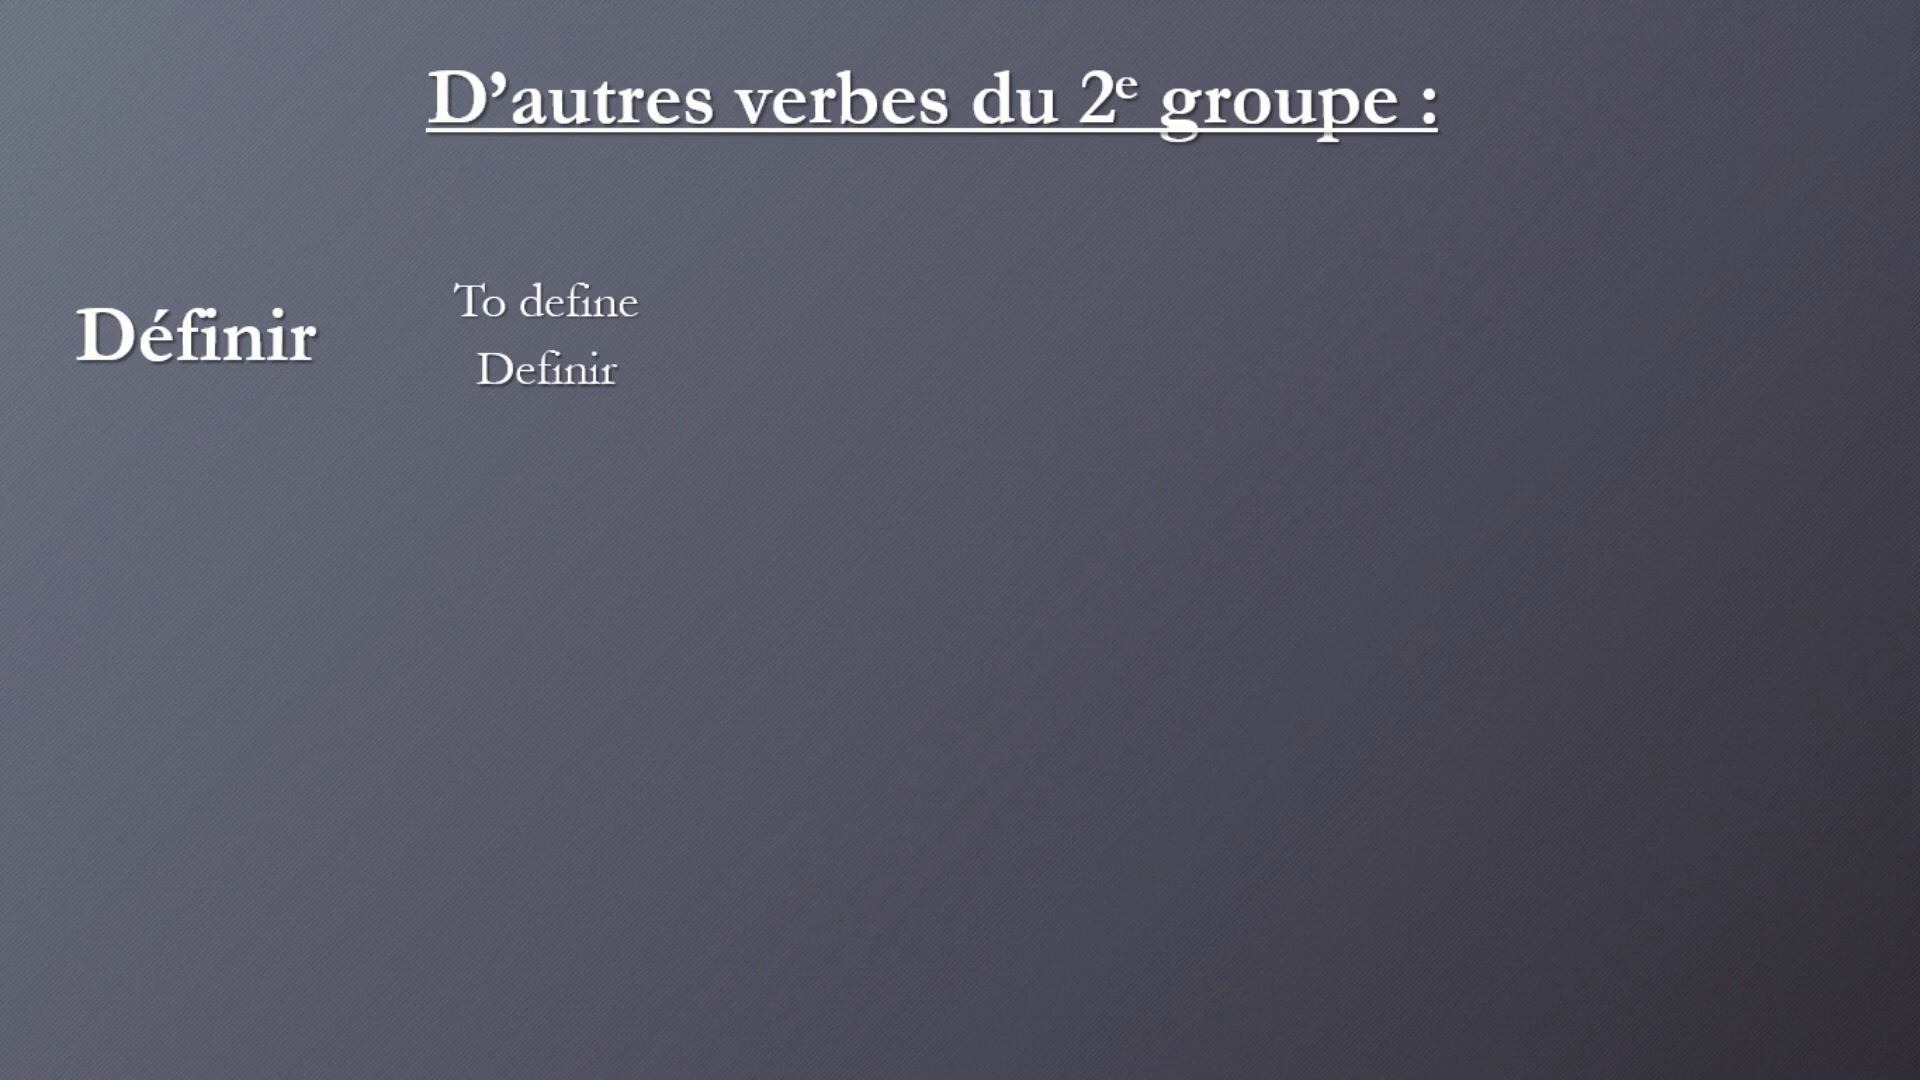 D’autres verbes du 2e groupe :
Définir
To define
Definir